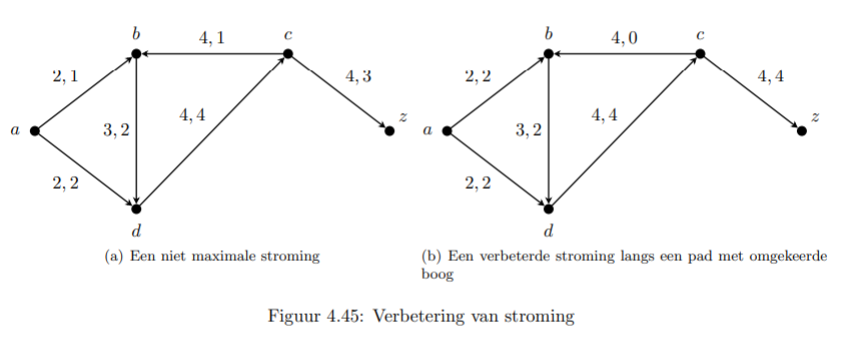 b
4, 1
c
2, 1
4, 3
a
3, 2
4, 4
z
2, 2
d
(a) Een niet maximale stroming
b
4, 0
c
2, 2
4, 4
a
3, 2
4, 4
z
2, 2
d
(b) Een verbeterde stroming langs een pad met omgekeerde
boog
Figuur 4.45: Verbetering van stroming